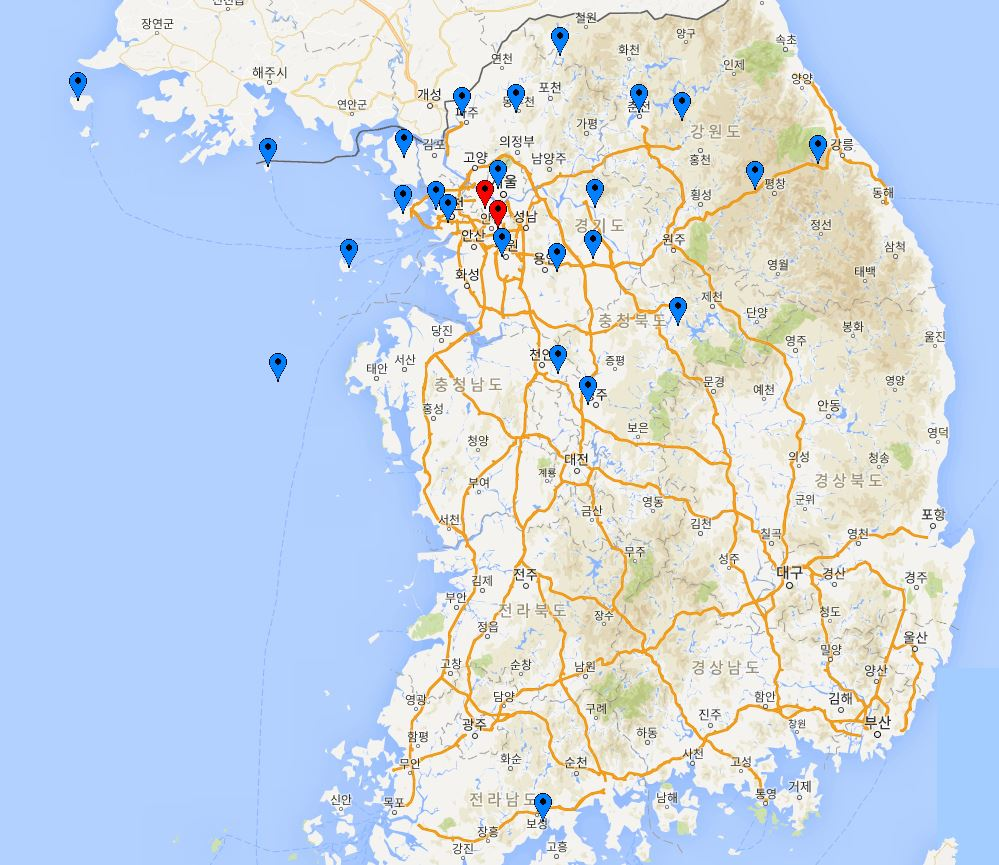 신천군
장연군
철원
양구
속초
해주시
연천
화천
인제
양양
연안군
개성
포천
춘천
파주
강원도
가평
김포
의정부
고양
남양주
홍천
강릉
평창
횡성
동해
성남
경기도
정선
안산
원주
삼척
용인
영월
태백
화성
제천
당진
충청북도
단양
봉화
울진
영주
천안
서산
증평
태안
충청남도
문경
예천
영양
홍성
안동
보은
영덕
청양
대전
의성
청송
계룡
경상북도
부여
영동
군위
금산
서천
김천
칠곡
영천
포항
무주
성주
전주
대구
경산
경주
김제
부안
전라북도
장수
청도
정읍
울산
밀양
고창
순창
남원
경상남도
양산
영광
담양
함안
김해
구례
진주
광주
창원
부산
하동
함평
사천
화순
무안
순천
고성
통영
거제
신안
목포
전라남도
남해
보성
장흥
강진
고흥